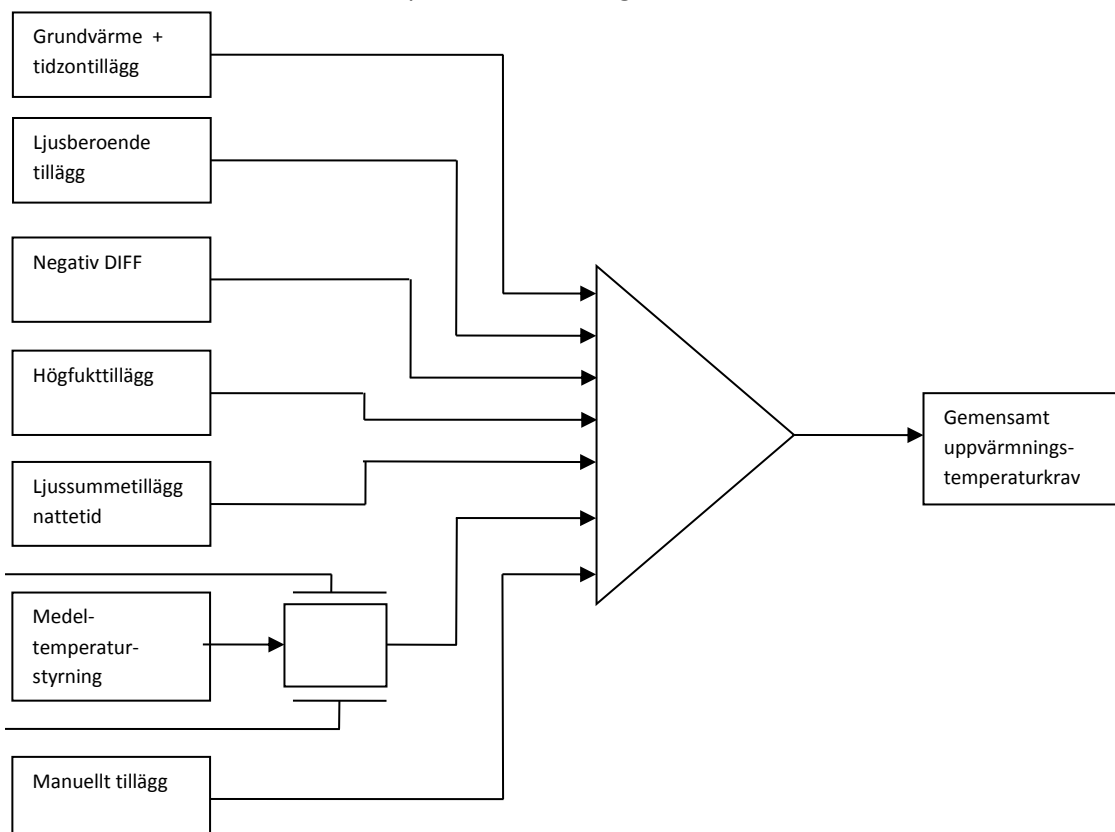 Grundvärme +
tidzontillägg
Ljusberoende
tillägg
Negativ DIFF
Högfukttillägg
Ljussummetillägg
nattetid
Medel-
temperatur-
styrning
Manuellt tillägg
Gemensamt
uppvärmnings-
temperaturkrav